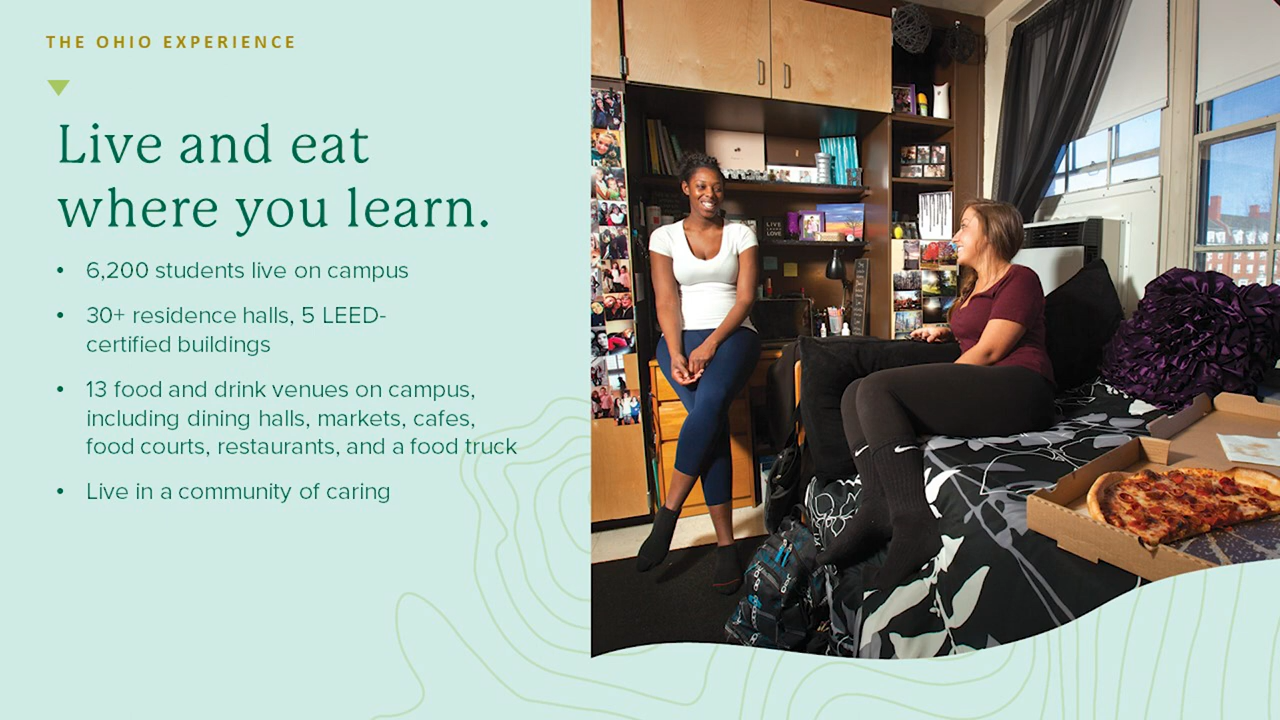 THE OHIO EXPERIENCE
Live and eat
where you learn.
• 6,200 students live on campus
• 30+ residence halls, 5 LEED-
certified buildings
• 13 food and drink venues on campus,
including dining halls, markets, cafes,
food courts, restaurants, and a food truck
• Live in a community of caring